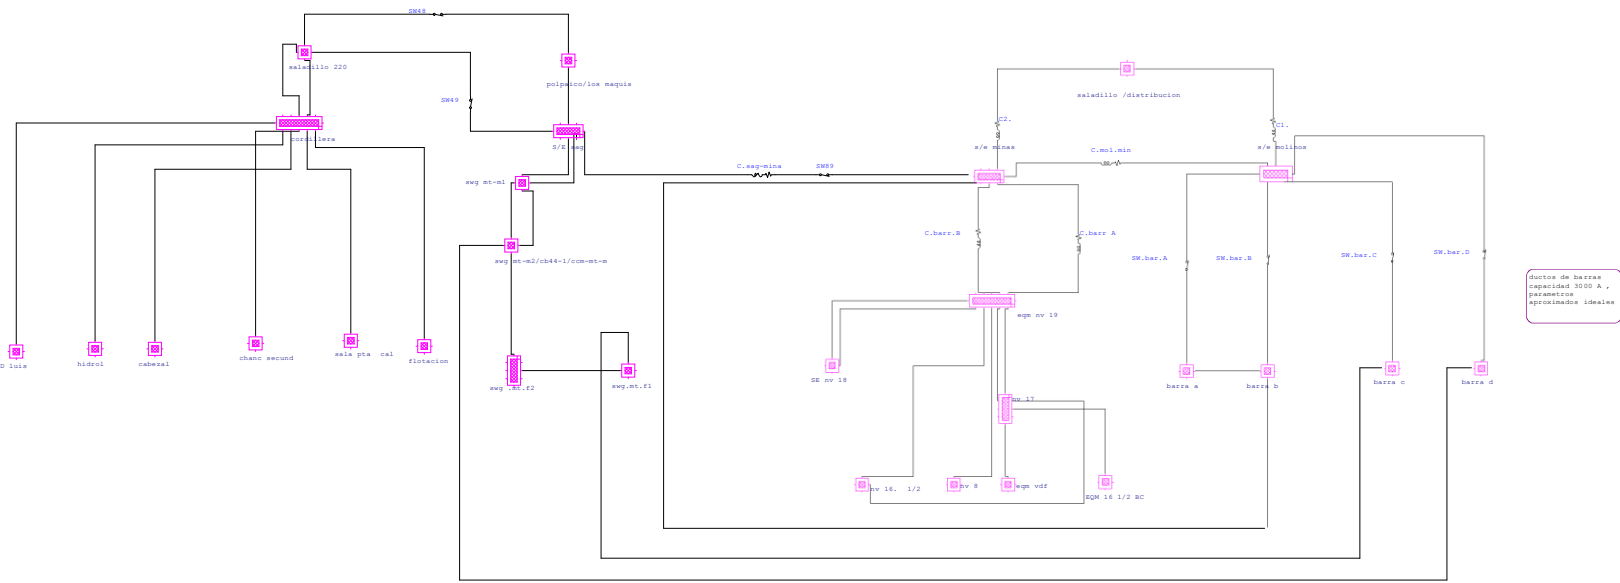 SW48
saladillo 220
polpaico/los maquis
saladillo /distribucion
SW49
C2.
C1.
cordillera
S/E sag
s/e minas
s/e molinos
C.mol.min
C.sag-mina
SW89
swg mt-m1
C.barr.B
C.barr A
swg mt-m2/cb44-1/ccm-mt-m
SW.bar.A
SW.bar.B
SW.bar.C
SW.bar.D
ductos de barras
capacidad 3000 A ,
parametros
aproximados ideales
eqm nv 19
D luis
hidrol
cabezal
chanc secund
sala pta cal
flotacion
swg .mt.f2
swg.mt.f1
SE nv 18
barra a
barra b
barra c
barra d
nv 17
nv 16. 1/2
nv 8
eqm vdf
EQM 16 1/2 BC